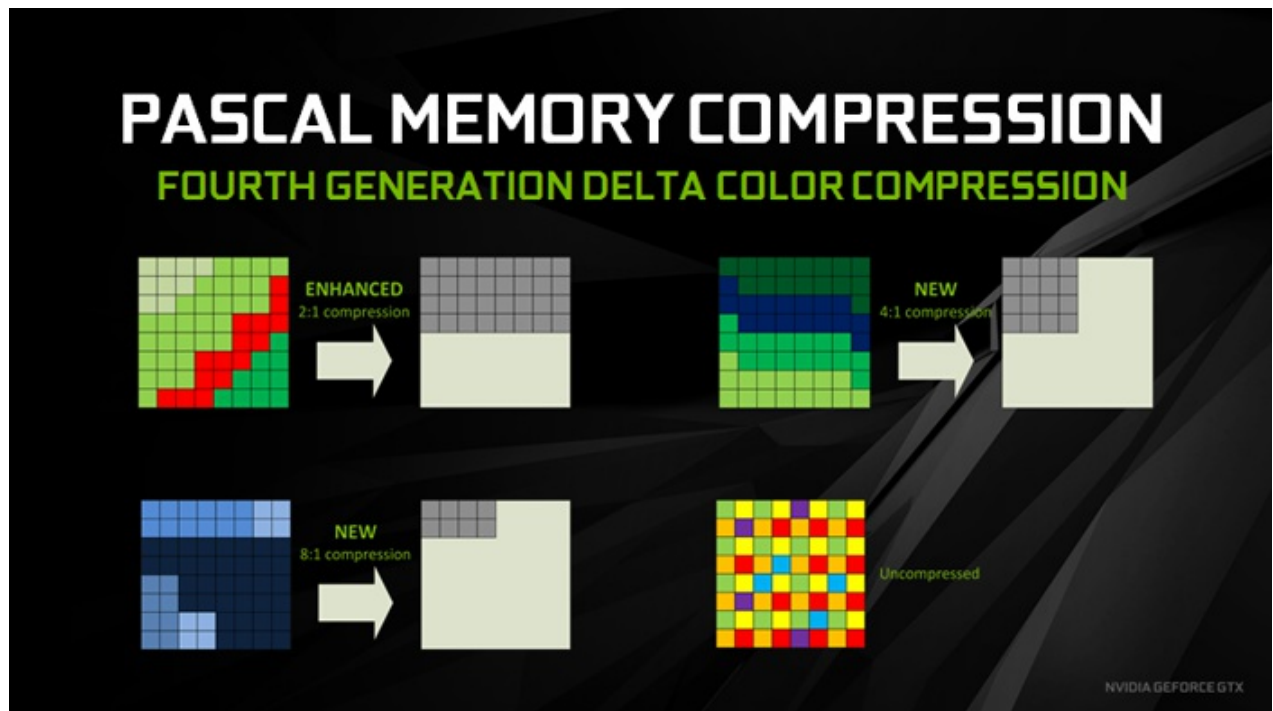 PASCAL MEMORY COMPRESSION
FOURTH GENERATION DELTA COLOR COMPRESSION
ENHANCED
2:1 compression
NEW
4:1 compression
NEW
8:1 compression
Uncompressed
NVIDIA GEFORCE GTX